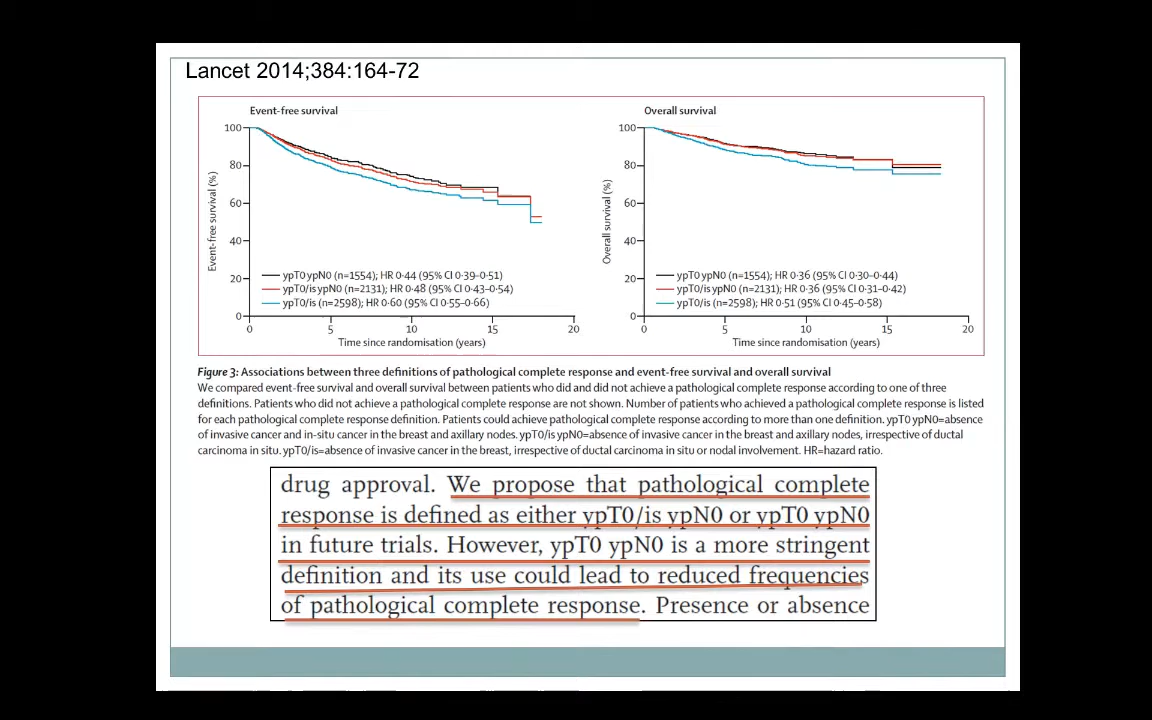 Lancet 2014;384:164-72
Event-free survival
100
80
60
40
20
0
Event-free survival (%)
ypT0 ypN0 (n=1554); HR 0·44 (95% CI 0·39–0·51)
ypT0/is ypN0 (n=2131); HR 0·48 (95% CI 0·43–0·54)
ypT0/is (n=2598); HR 0·60 (95% CI 0·55–0·66)
0 5 10 15 20
Time since randomisation (years)
Overall survival
100
80
60
40
20
0
Overall survival (%)
ypT0 ypN0 (n=1554); HR 0·36 (95% CI 0·30–0·44)
ypT0/is ypN0 (n=2131); HR 0·36 (95% CI 0·31–0·42)
ypT0/is (n=2598); HR 0·51 (95% CI 0·45–0·58)
0 5 10 15 20
Time since randomisation (years)
Figure 3: Associations between three definitions of pathological complete response and event-free survival and overall survival
We compared event-free survival and overall survival between patients who did and did not achieve a pathological complete response according to one of three
definitions. Patients who did not achieve a pathological complete response are not shown. Number of patients who achieved a pathological complete response is listed
for each pathological complete response definition. Patients could achieve pathological complete response according to more than one definition. ypT0 ypN0=absence
of invasive cancer and in-situ cancer in the breast and axillary nodes. ypT0/is ypN0=absence of invasive cancer in the breast and axillary nodes, irrespective of ductal
carcinoma in situ. ypT0/is=absence of invasive cancer in the breast, irrespective of ductal carcinoma in situ or nodal involvement. HR=hazard ratio.
drug approval. We propose that pathological complete
response is defined as either ypT0/is ypN0 or ypT0 ypN0
in future trials. However, ypT0 ypN0 is a more stringent
definition and its use could lead to reduced frequencies
of pathological complete response. Presence or absence